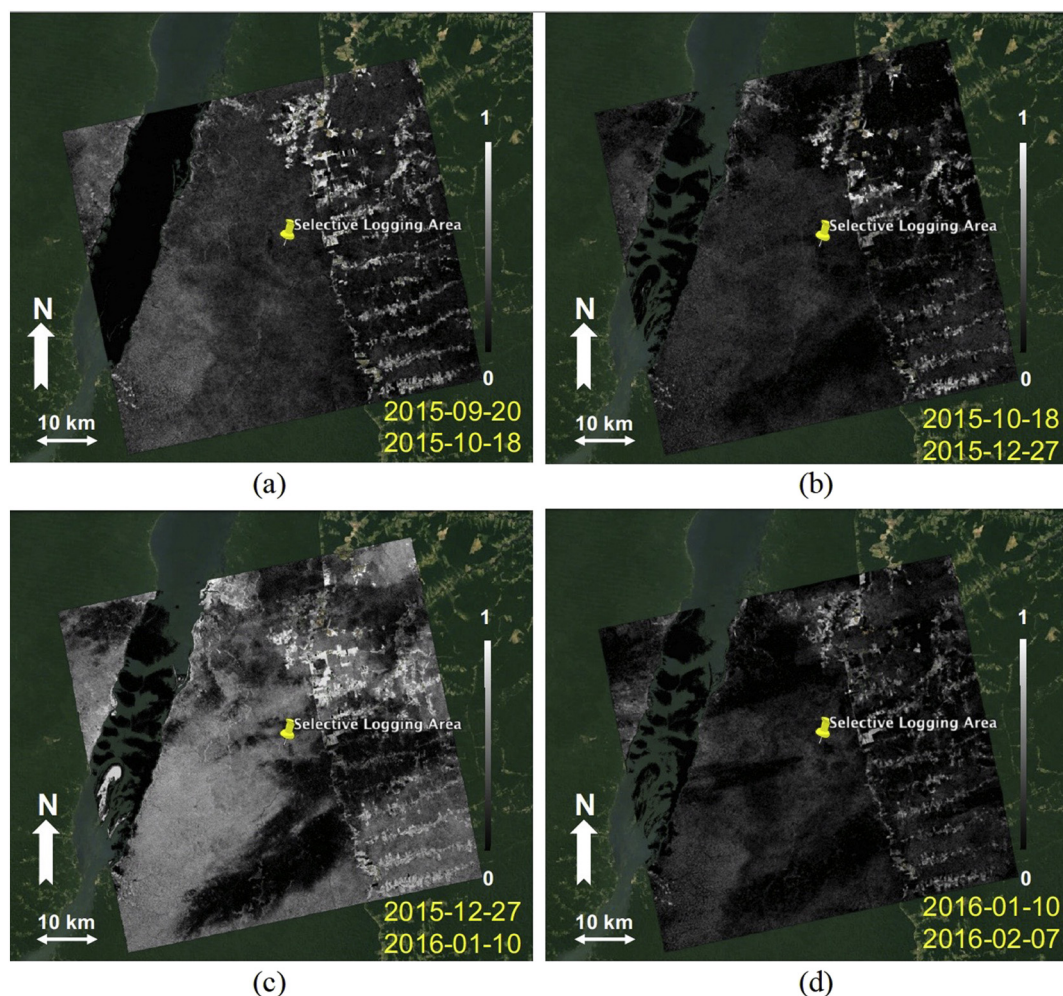 1
Selective Logging Area
N
0
10 km
2015-09-20
2015-10-18
(a)
1
Selective Logging Area
N
0
10 km
2015-10-18
2015-12-27
(b)
1
Selective Logging Area
N
0
10 km
2015-12-27
2016-01-10
(c)
1
Selective Logging Area
N
0
10 km
2016-01-10
2016-02-07
(d)